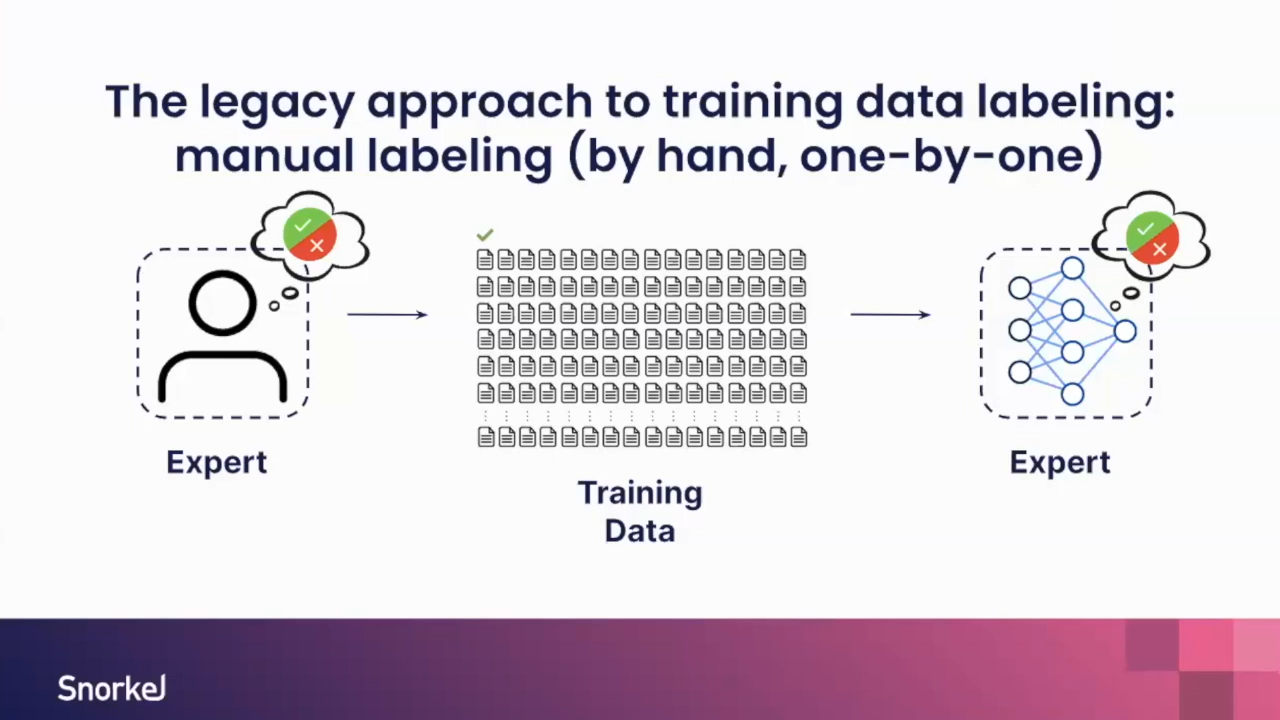 The legacy approach to training data labeling:
manual labeling (by hand, one-by-one)
Expert
Training
Data
Expert
Snorkel